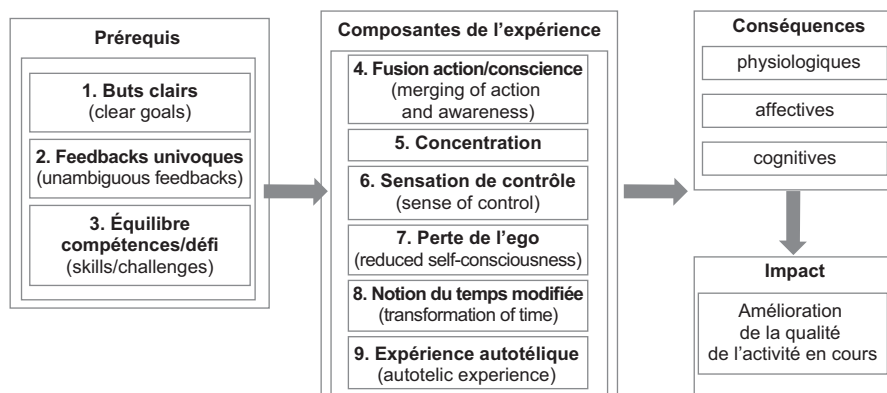 Prérequis
1. Buts clairs
(clear goals)
2. Feedbacks univoques
(unambiguous feedbacks)
3. Équilibre
compétences/défi
(skills/challenges)
Composantes de l’expérience
4. Fusion action/conscience
(merging of action
and awareness)
5. Concentration
6. Sensation de contrôle
(sense of control)
7. Perte de l’ego
(reduced self-consciousness)
8. Notion du temps modifiée
(transformation of time)
9. Expérience autotélique
(autotelic experience)
Conséquences
physiologiques
affectives
cognitives
Impact
Amélioration
de la qualité
de l’activité en cours